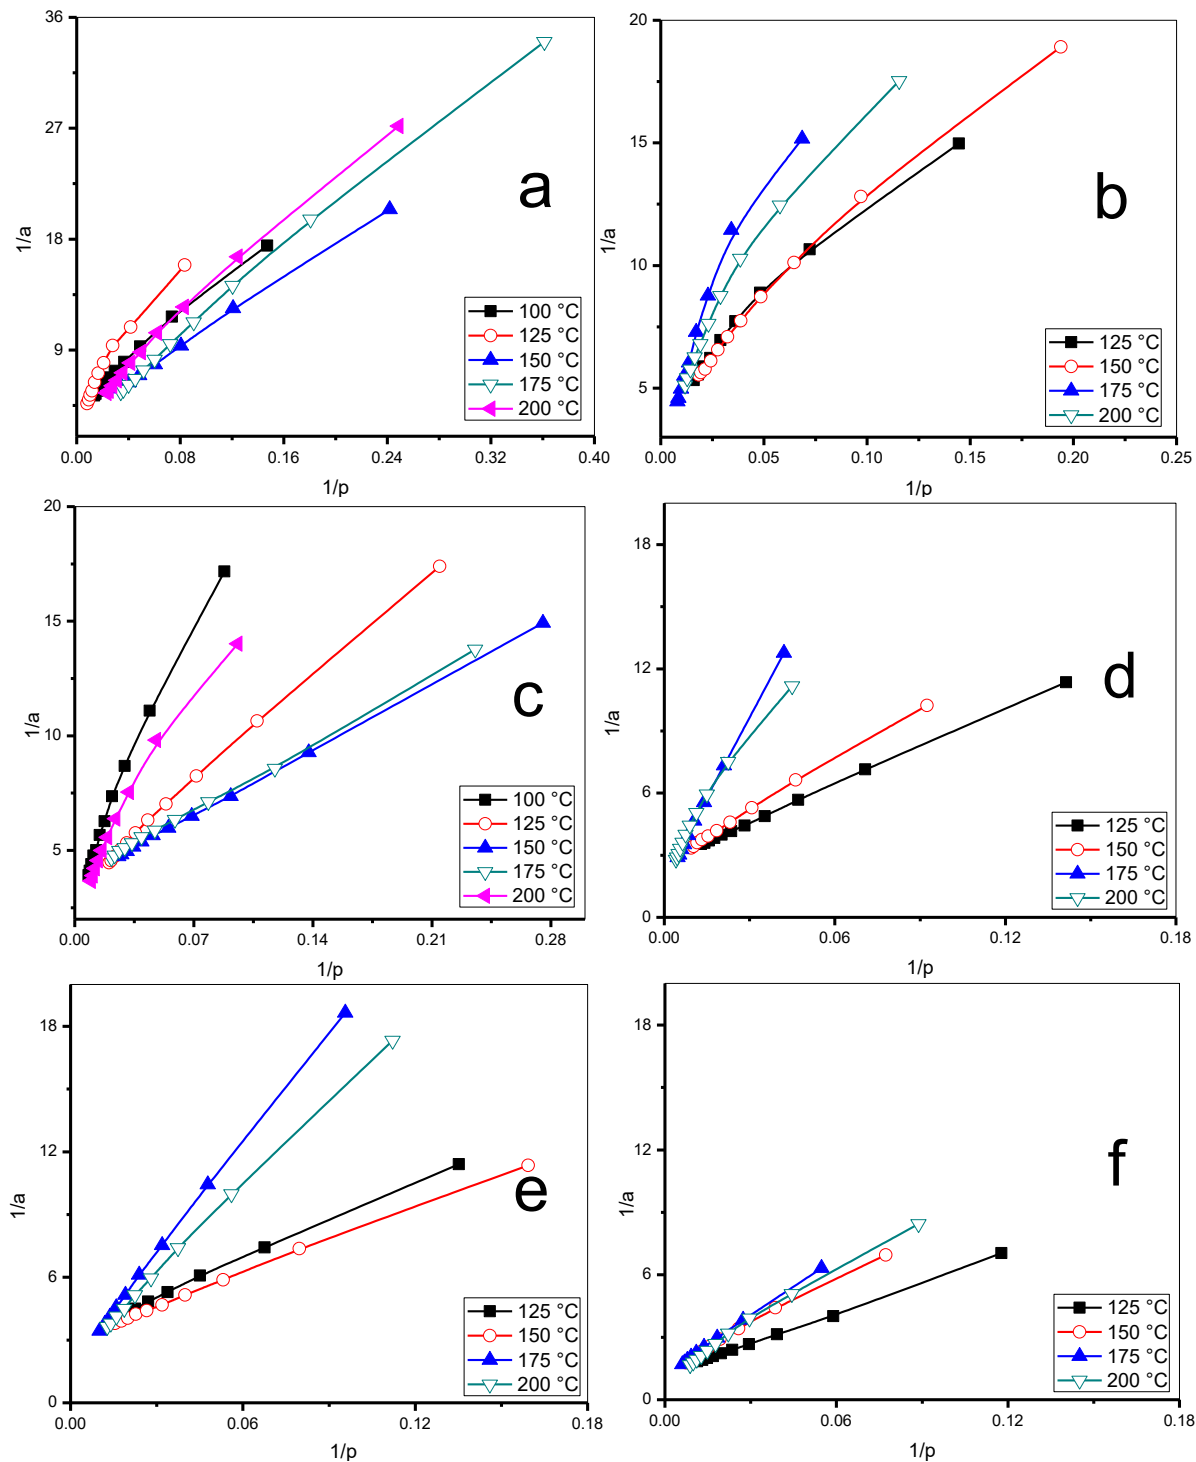 36
27
18
9
1/a
a
100 °C
125 °C
150 °C
175 °C
200 °C
0.00
0.08
0.16
0.24
0.32
0.40
1/p
20
15
10
5
1/a
b
125 °C
150 °C
175 °C
200 °C
0.00
0.05
0.10
0.15
0.20
0.25
1/p
20
15
10
5
1/a
c
100 °C
125 °C
150 °C
175 °C
200 °C
0.00
0.07
0.14
0.21
0.28
1/p
18
12
6
0
1/a
d
125 °C
150 °C
175 °C
200 °C
0.00
0.06
0.12
0.18
1/p
18
12
6
0
1/a
e
125 °C
150 °C
175 °C
200 °C
0.00
0.06
0.12
0.18
1/p
18
12
6
0
1/a
f
125 °C
150 °C
175 °C
200 °C
0.00
0.06
0.12
0.18
1/p